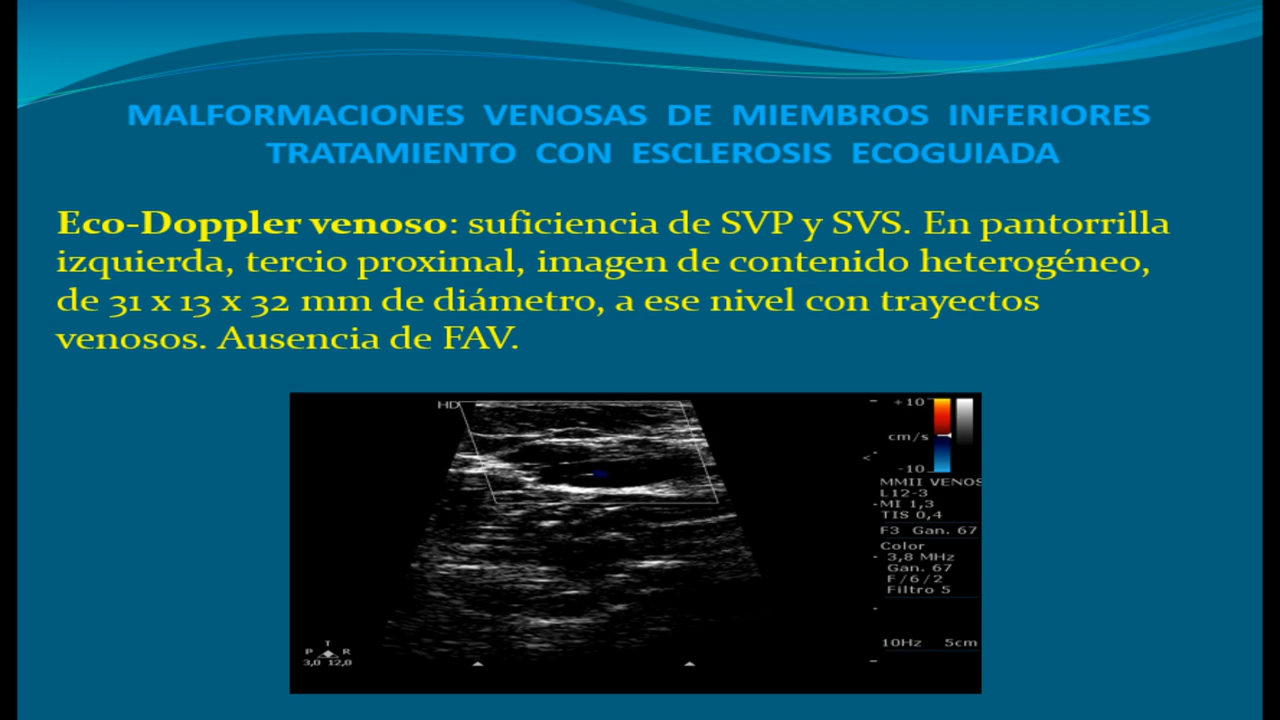 MALFORMACIONES VENOSAS DE MIEMBROS INFERIORES
TRATAMIENTO CON ESCLEROSIS ECOGUIADA
Eco-Doppler venoso: suficiencia de SVP y SVS. En pantorrilla
izquierda, tercio proximal, imagen de contenido heterogéneo,
de 31 x 13 x 32 mm de diámetro, a ese nivel con trayectos
venosos. Ausencia de FAV.
HD
+10
cm/s
-10
MMII VENOS
L12-3
MI 1,3
TIS 0,4
F3 Gan. 67
Color
3,8 MHz
Gan. 67
F/6/2
Filtro 5
10Hz 5cm
T
P R
3,0 12,0